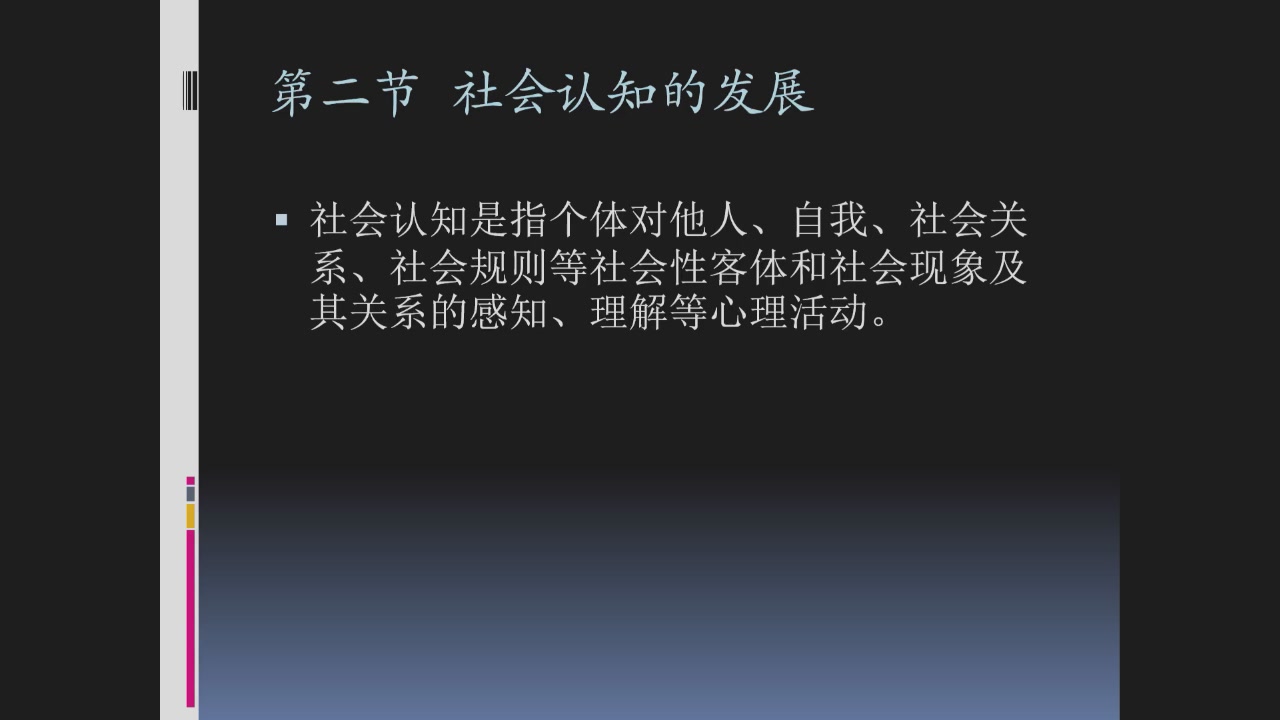 第二节 社会认知的发展
社会认知是指个体对他人、自我、社会关
系、社会规则等社会性客体和社会现象及
其关系的感知、理解等心理活动。